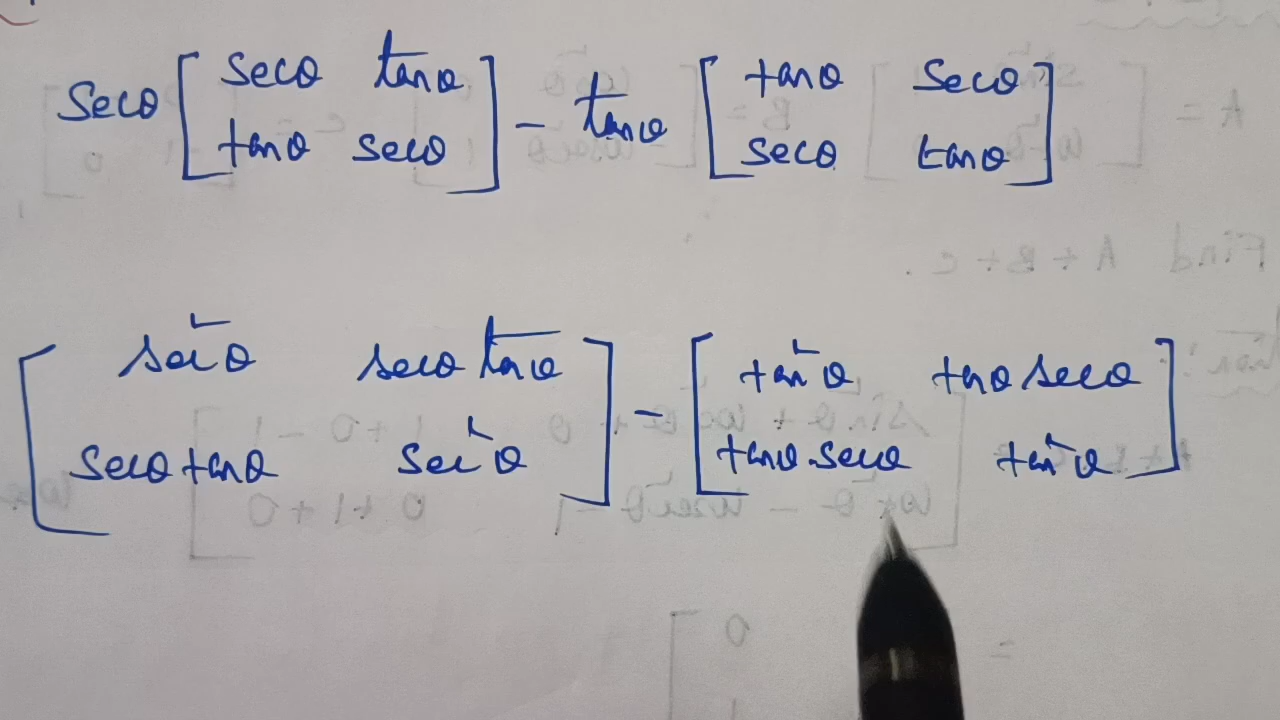 secθ [ secθ tanθ ] - tanθ [ tanθ secθ ]
[ tanθ secθ ] [ secθ tanθ ]
[ sec²θ secθ tanθ ] - [ tan²θ tanθ secθ ]
[ secθ tanθ sec²θ ] [ tanθ secθ tan²θ ]